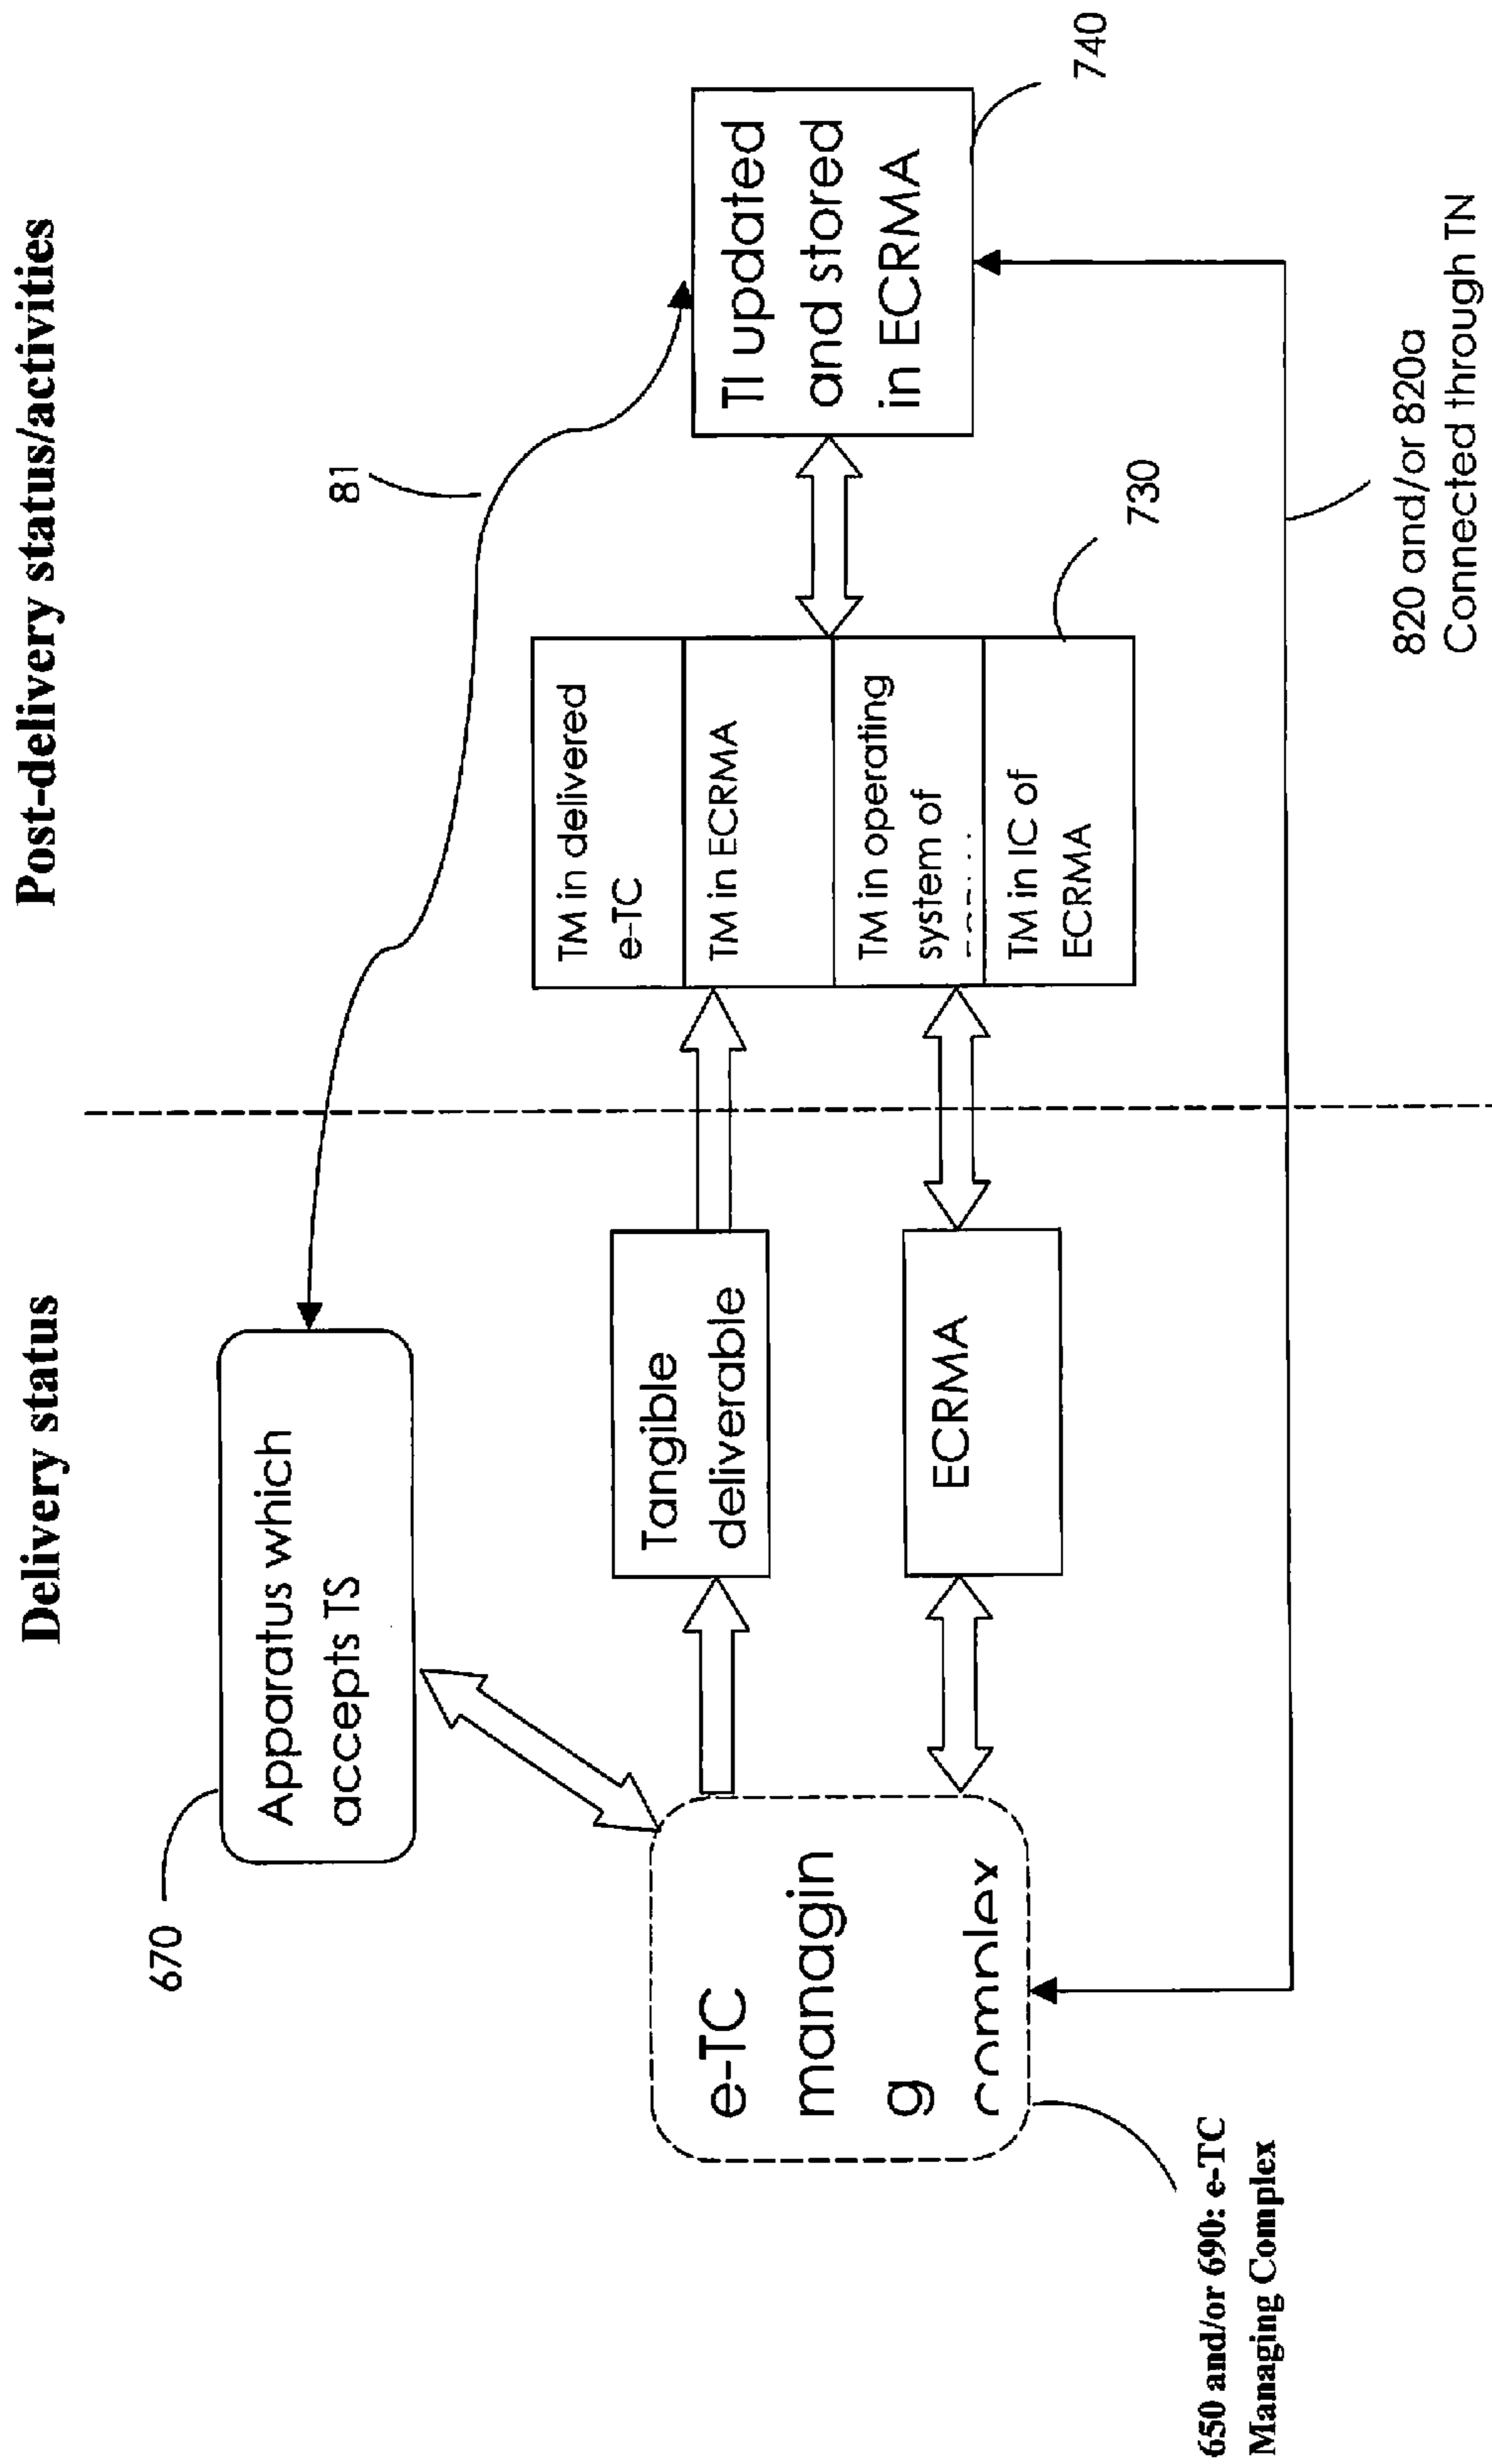 Delivery status
Post-delivery status/activities
670
Apparatus which
accepts TS
81
e-TC
managin
g
complex
Tangible
deliverable
ECRMA
TM in delivered
e-TC
TM in ECRMA
TM in operating
system of
TM in IC of
ECRMA
730
TI updated
and stored
in ECRMA
740
650 and/or 690: e-TC
Managing Complex
820 and/or 820a
Connected through TN